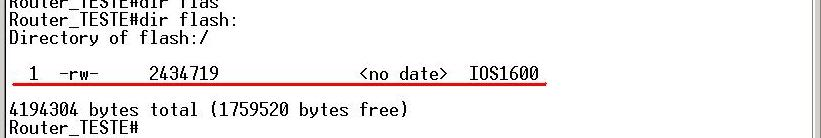 Router_TESTE#dir flas
Router_TESTE#dir flash:
Directory of flash:/
1 -rw- 2434719 <no date> IOS1600
4194304 bytes total (1759520 bytes free)
Router_TESTE#